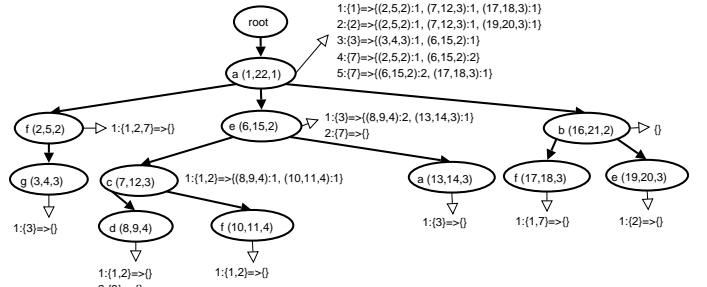 root
1:{1}=>{(2,5,2):1, (7,12,3):1, (17,18,3):1}
2:{2}=>{(2,5,2):1, (7,12,3):1, (19,20,3):1}
3:{3}=>{(3,4,3):1, (6,15,2):1}
4:{7}=>{(2,5,2):1, (6,15,2):2}
5:{7}=>{(6,15,2):2, (17,18,3):1}
a (1,22,1)
f (2,5,2)
1:{1,2,7}=>{}
e (6,15,2)
1:{3}=>{(8,9,4):2, (13,14,3):1}
2:{7}=>{}
b (16,21,2)
{}
g (3,4,3)
c (7,12,3)
1:{1,2}=>{(8,9,4):1, (10,11,4):1}
a (13,14,3)
f (17,18,3)
e (19,20,3)
1:{3}=>{}
d (8,9,4)
f (10,11,4)
1:{3}=>{}
1:{1,7}=>{}
1:{2}=>{}
1:{1,2}=>{}
1:{1,2}=>{}